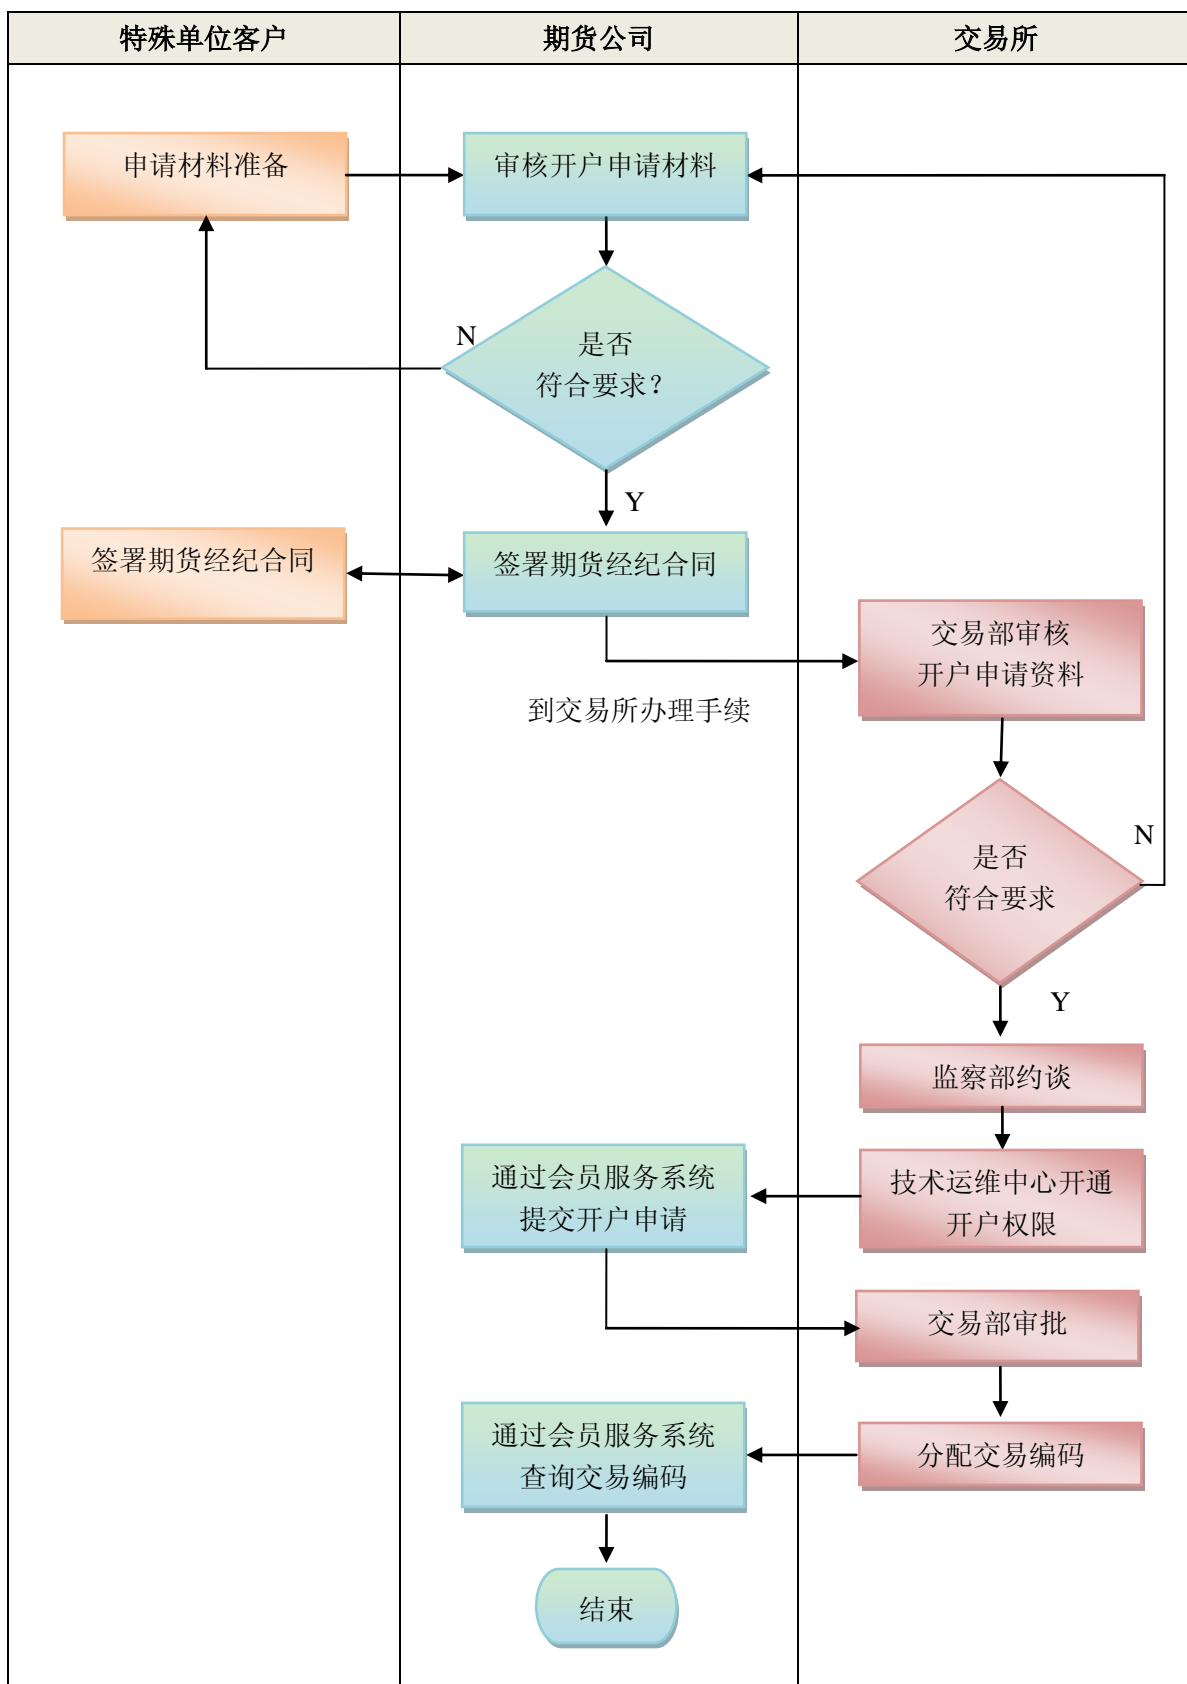 特殊单位客户
期货公司
交易所
申请材料准备
审核开户申请材料
N
是否
符合要求？
Y
签署期货经纪合同
签署期货经纪合同
交易部审核
开户申请资料
到交易所办理手续
N
是否
符合要求
Y
监察部约谈
通过会员服务系统
提交开户申请
技术运维中心开通
开户权限
交易部审批
通过会员服务系统
查询交易编码
分配交易编码
结束